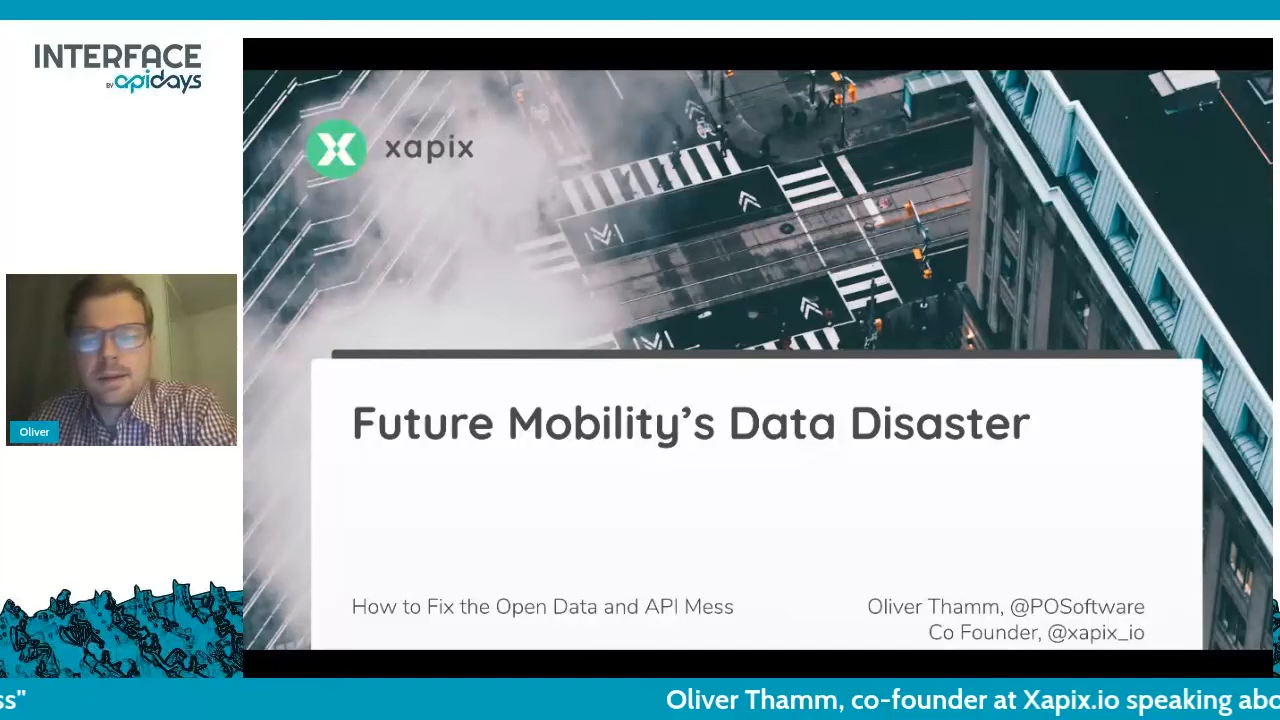 INTERFACE
BY apidays
xapix
Oliver
Future Mobility's Data Disaster
How to Fix the Open Data and API Mess
Oliver Thamm, @POSoftware
Co Founder, @xapix_io
ss"
Oliver Thamm, co-founder at Xapix.io speaking abo